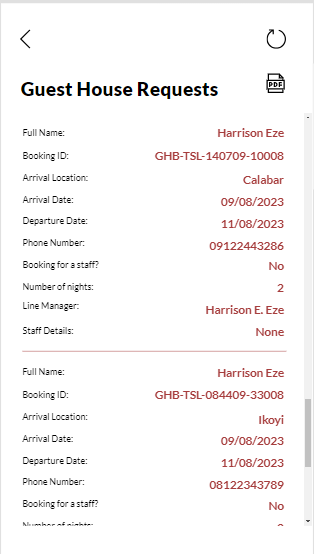 PDF
Guest House Requests
Full Name: Harrison Eze
Booking ID: GHB-TSL-140709-10008
Arrival Location: Calabar
Arrival Date: 09/08/2023
Departure Date: 11/08/2023
Phone Number: 09122443286
Booking for a staff? No
Number of nights: 2
Line Manager: Harrison E. Eze
Staff Details: None
Full Name: Harrison Eze
Booking ID: GHB-TSL-084409-33008
Arrival Location: Ikoyi
Arrival Date: 09/08/2023
Departure Date: 11/08/2023
Phone Number: 08122343789
Booking for a staff? No
Number of nights: